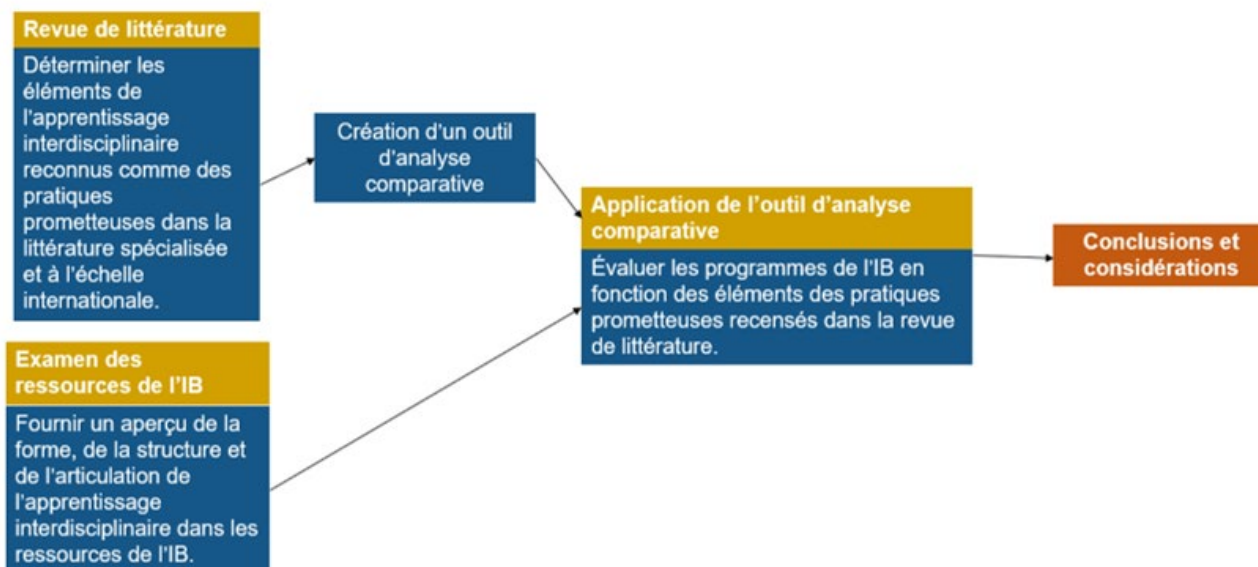 Revue de littérature
Déterminer les
éléments de
l'apprentissage
interdisciplinaire
reconnus comme des
pratiques
prometteuses dans la
littérature spécialisée
et à l'échelle
internationale.
Création d'un outil
d'analyse
comparative
Examen des
ressources de l'IB
Fournir un aperçu de la
forme, de la structure et
de l'articulation de
l'apprentissage
interdisciplinaire dans les
ressources de l'IB.
Application de l'outil d'analyse
comparative
Évaluer les programmes de l'IB en
fonction des éléments des pratiques
prometteuses recensés dans la revue
de littérature.
Conclusions et
considérations